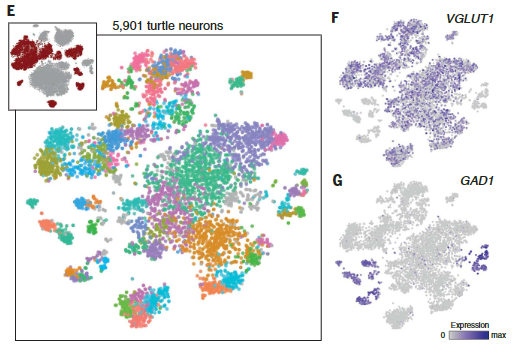 E
5,901 turtle neurons
F
VGLUT1
G
GAD1
Expression
0 max